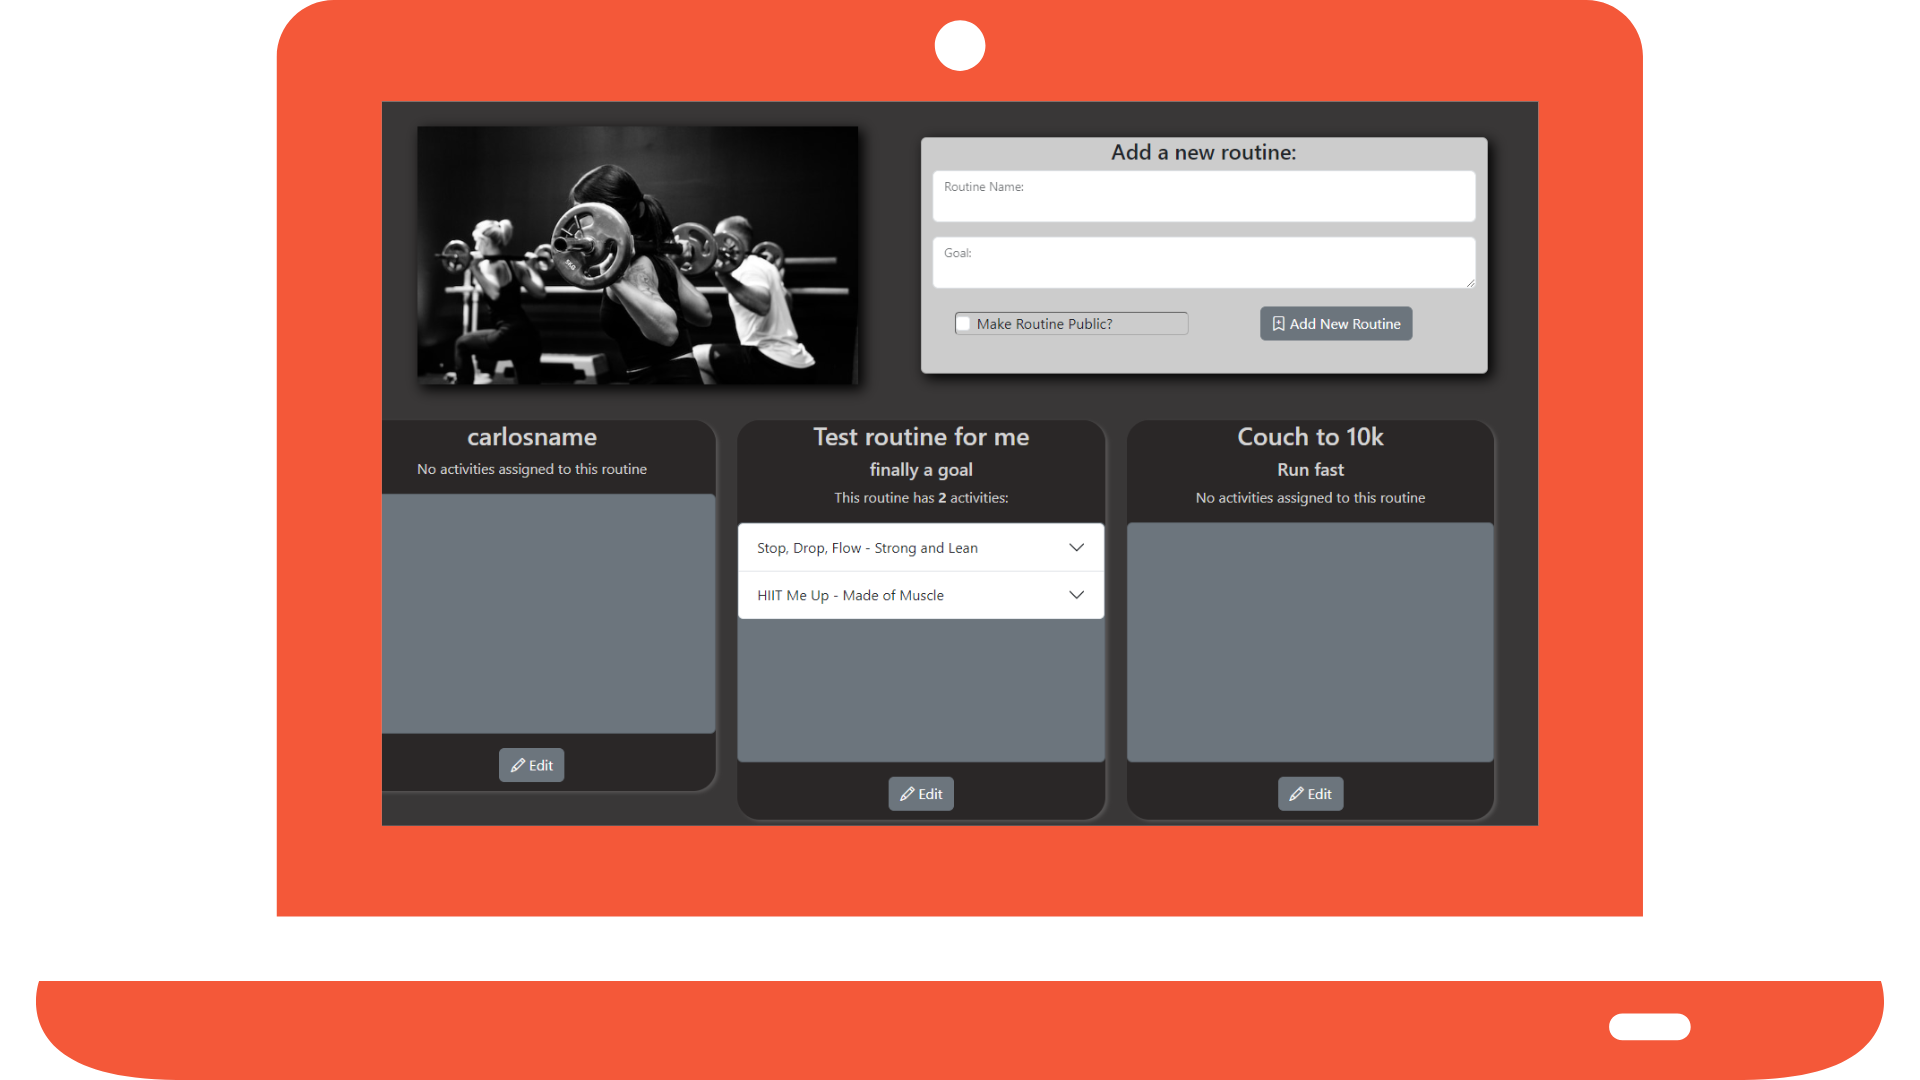 Add a new routine:
Routine Name:
Goal:
Make Routine Public?
Add New Routine
carlosname
No activities assigned to this routine
Edit
Test routine for me
finally a goal
This routine has 2 activities:
Stop, Drop, Flow - Strong and Lean
HIIT Me Up - Made of Muscle
Edit
Couch to 10k
Run fast
No activities assigned to this routine
Edit